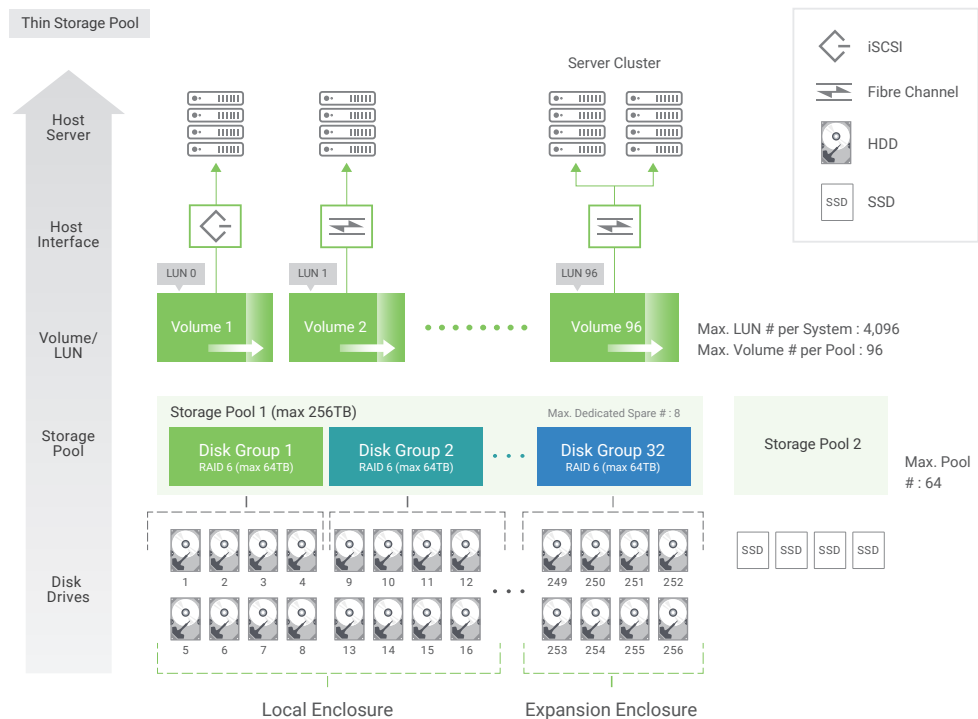 Thin Storage Pool
Server Cluster
iSCSI
Fibre Channel
HDD
SSD
SSD
Host
Server
Host
Interface
LUN 0
LUN 1
LUN 96
Volume/
LUN
Volume 1
Volume 2
Volume 96
Max. LUN # per System : 4,096
Max. Volume # per Pool : 96
Storage
Pool
Storage Pool 1 (max 256TB)
Max. Dedicated Spare # : 8
Disk Group 1
RAID 6 (max 64TB)
Disk Group 2
RAID 6 (max 64TB)
Disk Group 32
RAID 6 (max 64TB)
Storage Pool 2
Max. Pool
# : 64
Disk
Drives
1 2 3 4 9 10 11 12 249 250 251 252
SSD SSD SSD SSD
5 6 7 8 13 14 15 16 253 254 255 256
Local Enclosure
Expansion Enclosure